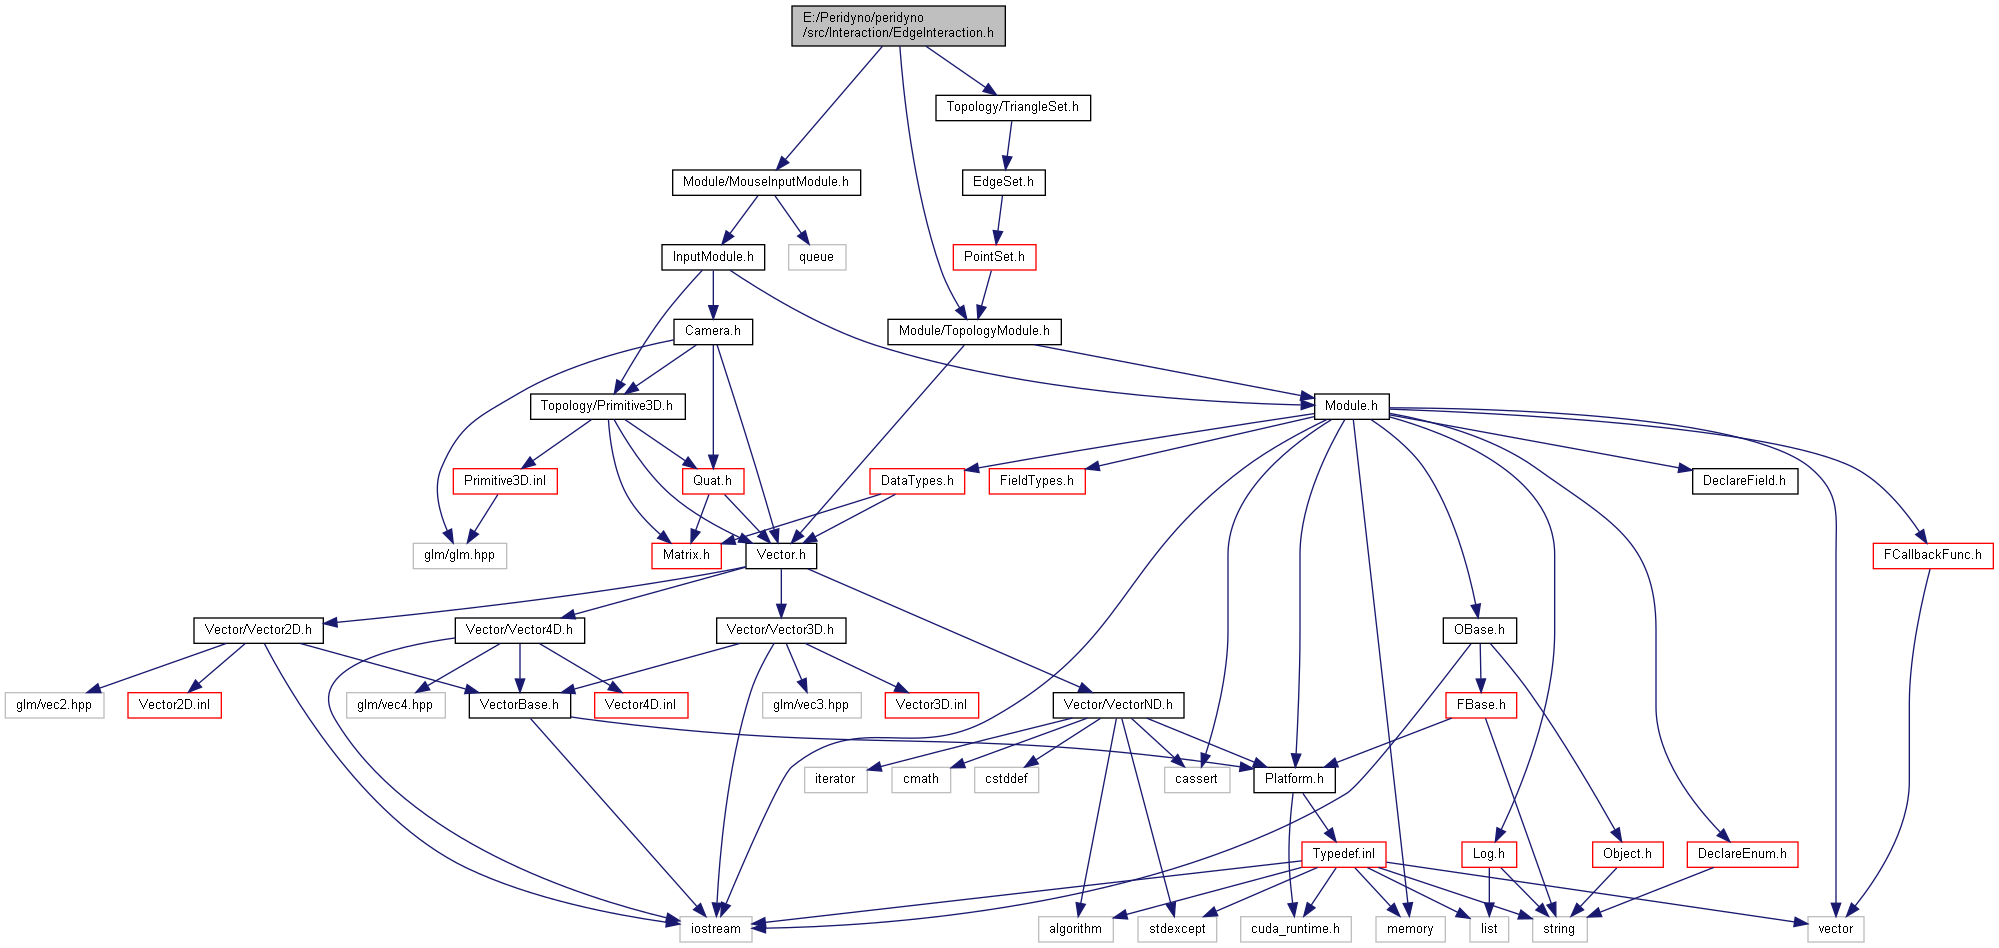 E:/Peridyno/peridyno
/src/Interaction/EdgeInteraction.h
Topology/TriangleSet.h
Module/MouseInputModule.h
EdgeSet.h
InputModule.h
queue
PointSet.h
Camera.h
Module/TopologyModule.h
Topology/Primitive3D.h
Module.h
Primitive3D.inl
Quat.h
DataTypes.h
FieldTypes.h
DeclareField.h
glm/glm.hpp
Matrix.h
Vector.h
FCallbackFunc.h
Vector/Vector2D.h
Vector/Vector4D.h
Vector/Vector3D.h
OBase.h
glm/vec2.hpp
Vector2D.inl
glm/vec4.hpp
VectorBase.h
Vector4D.inl
glm/vec3.hpp
Vector3D.inl
Vector/VectorND.h
FBase.h
iterator
cmath
cstddef
cassert
Platform.h
Typedef.inl
Log.h
Object.h
DeclareEnum.h
iostream
algorithm
stdexcept
cuda_runtime.h
memory
list
string
vector